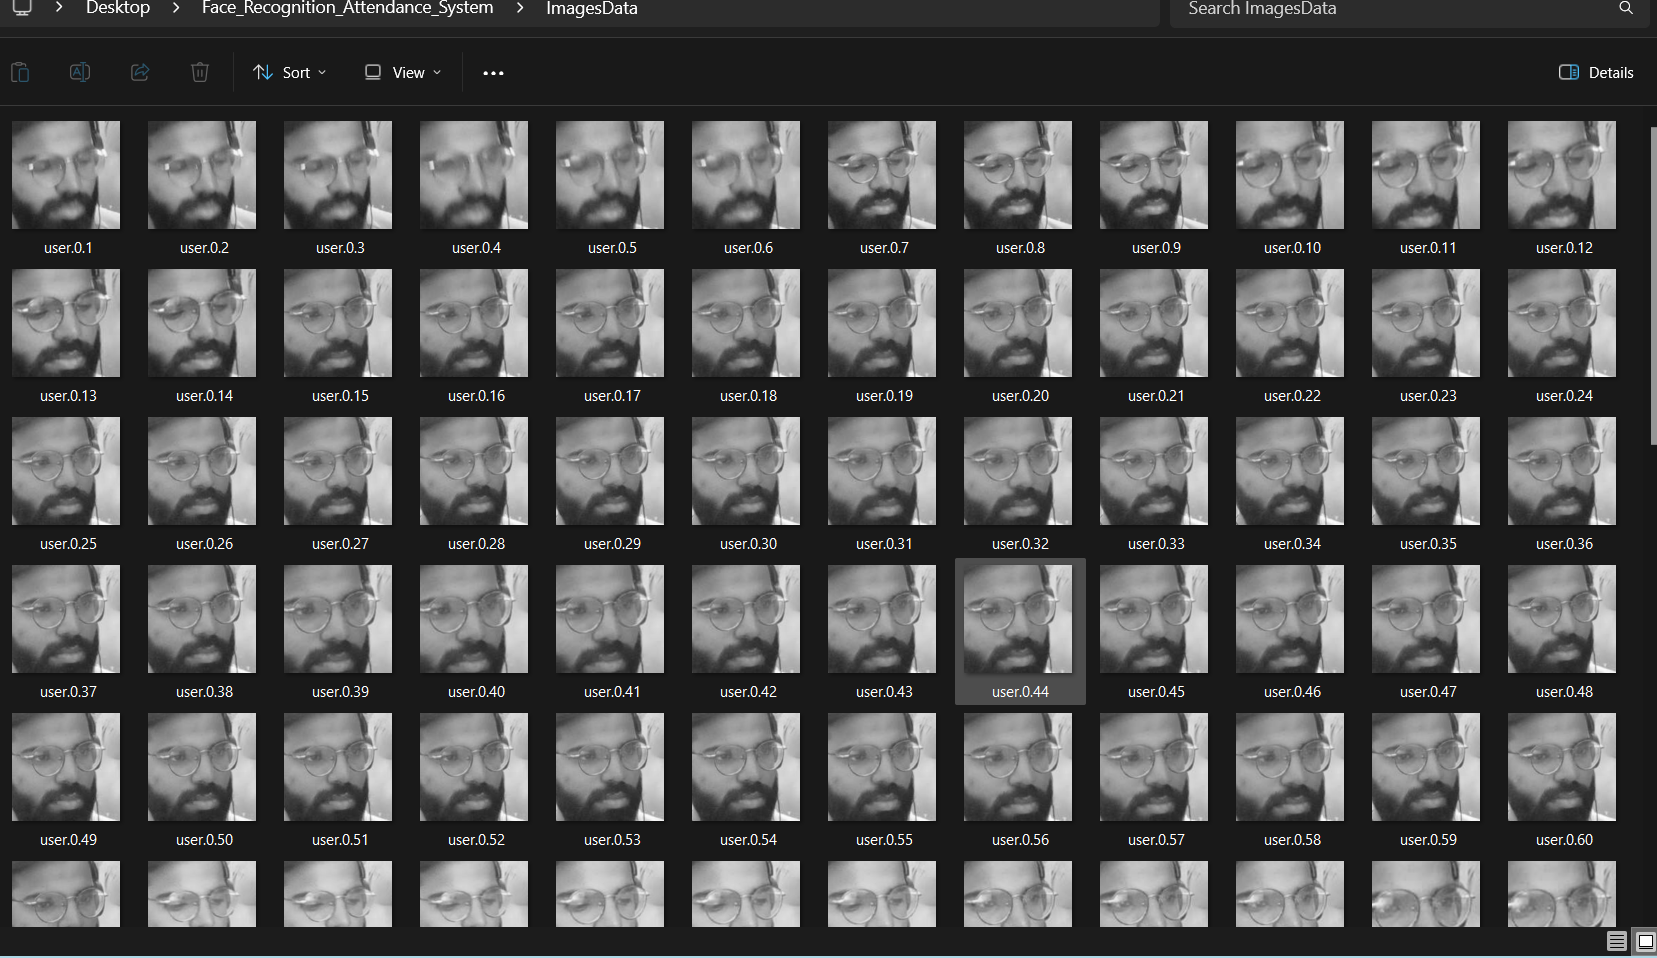 Desktop > Face_Recognition_Attendance_System > ImagesData
Search ImagesData
Sort View Details
user.0.1 user.0.2 user.0.3 user.0.4 user.0.5 user.0.6 user.0.7 user.0.8 user.0.9 user.0.10 user.0.11 user.0.12
user.0.13 user.0.14 user.0.15 user.0.16 user.0.17 user.0.18 user.0.19 user.0.20 user.0.21 user.0.22 user.0.23 user.0.24
user.0.25 user.0.26 user.0.27 user.0.28 user.0.29 user.0.30 user.0.31 user.0.32 user.0.33 user.0.34 user.0.35 user.0.36
user.0.37 user.0.38 user.0.39 user.0.40 user.0.41 user.0.42 user.0.43 user.0.44 user.0.45 user.0.46 user.0.47 user.0.48
user.0.49 user.0.50 user.0.51 user.0.52 user.0.53 user.0.54 user.0.55 user.0.56 user.0.57 user.0.58 user.0.59 user.0.60